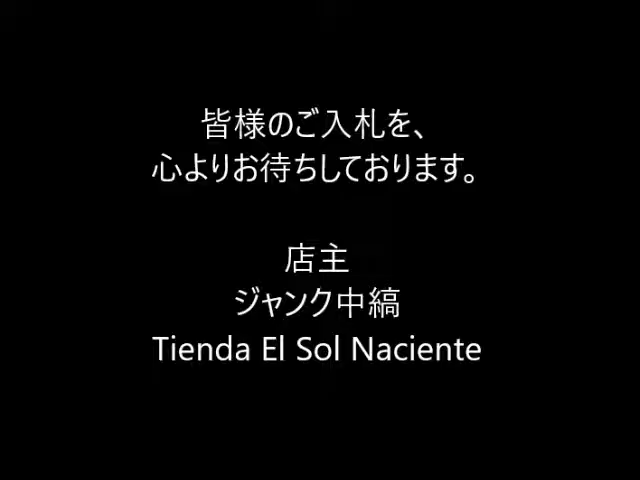 皆様のご入札を、
心よりお待ちしております。
店主
ジャンク中縞
Tienda El Sol Naciente